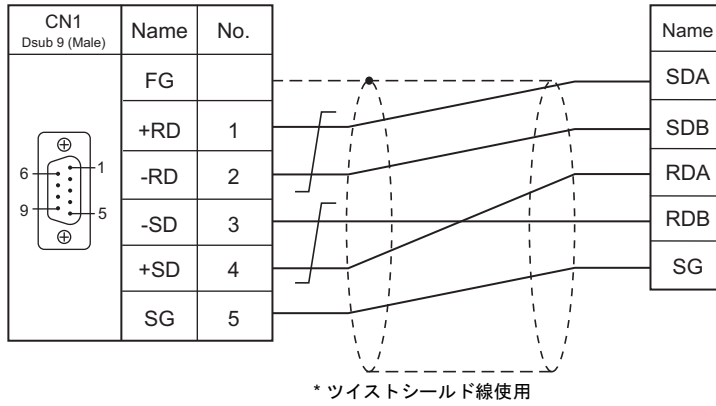 CN1
Dsub 9 (Male)
Name
No.
FG
+RD
1
-RD
2
-SD
3
+SD
4
SG
5
6
1
9
5
Name
SDA
SDB
RDA
RDB
SG
* ツイストシールド線使用